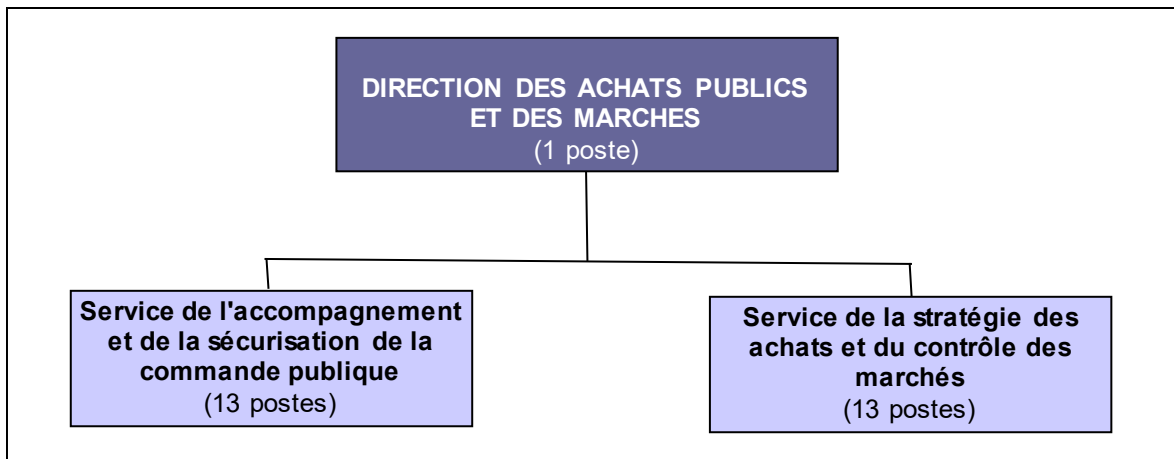 DIRECTION DES ACHATS PUBLICS
ET DES MARCHES
(1 poste)
Service de l'accompagnement
et de la sécurisation de la
commande publique
(13 postes)
Service de la stratégie des
achats et du contrôle des
marchés
(13 postes)